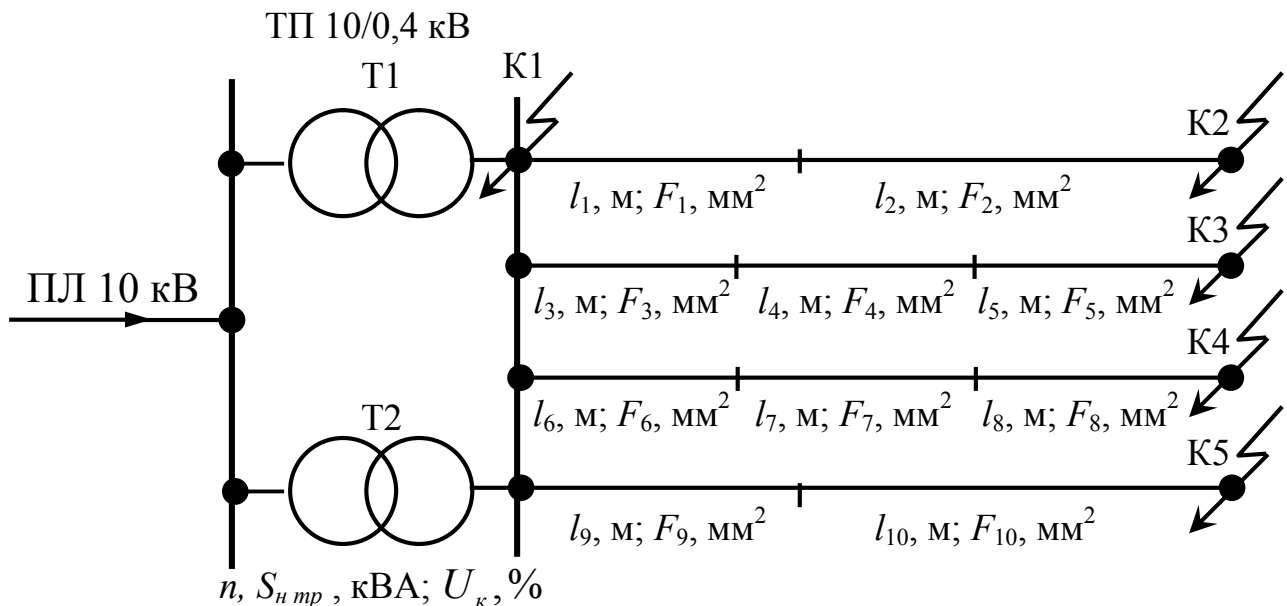 ТП 10/0,4 кВ
Т1
К1
К2
l₁, м; F₁, мм²
l₂, м; F₂, мм²
К3
ПЛ 10 кВ
l₃, м; F₃, мм²
l₄, м; F₄, мм²
l₅, м; F₅, мм²
К4
Т2
l₆, м; F₆, мм²
l₇, м; F₇, мм²
l₈, м; F₈, мм²
К5
l₉, м; F₉, мм²
l₁₀, м; F₁₀, мм²
n, Sн тр , кВА; Uк, %